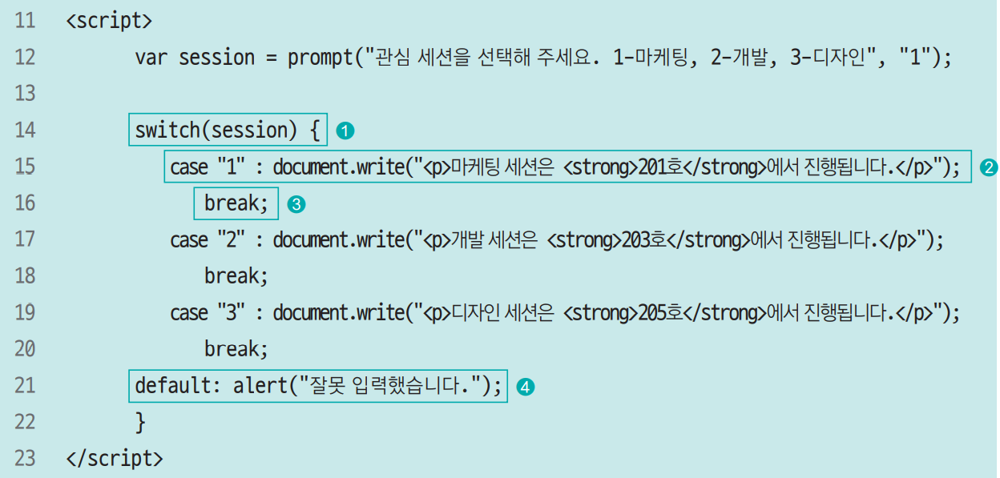 11 <script>
12 var session = prompt("관심 세션을 선택해 주세요. 1-마케팅, 2-개발, 3-디자인", "1");
13
14 switch(session) { 1
15 case "1" : document.write("<p>마케팅 세션은 <strong>201호</strong>에서 진행됩니다.</p>"); 2
16 break; 3
17 case "2" : document.write("<p>개발 세션은 <strong>203호</strong>에서 진행됩니다.</p>");
18 break;
19 case "3" : document.write("<p>디자인 세션은 <strong>205호</strong>에서 진행됩니다.</p>");
20 break;
21 default: alert("잘못 입력했습니다."); 4
22 }
23 </script>